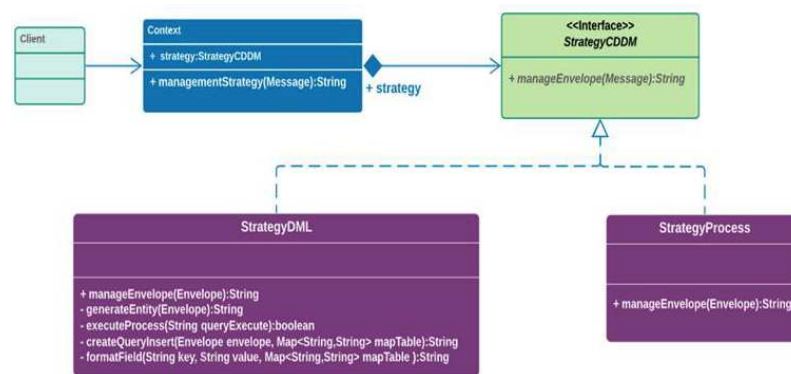 Client
Context
+ strategy:StrategyCDDM
+ managementStrategy(Message):String
+ strategy
<<Interface>>
StrategyCDDM
+ manageEnvelope(Message):String
StrategyDML
+ manageEnvelope(Envelope):String
- generateEntity(Envelope):String
- executeProcess(String queryExecute):boolean
- createQueryInsert(Envelope envelope, Map<String,String> mapTable):String
- formatField(String key, String value, Map<String,String> mapTable ):String
StrategyProcess
+ manageEnvelope(Envelope):String